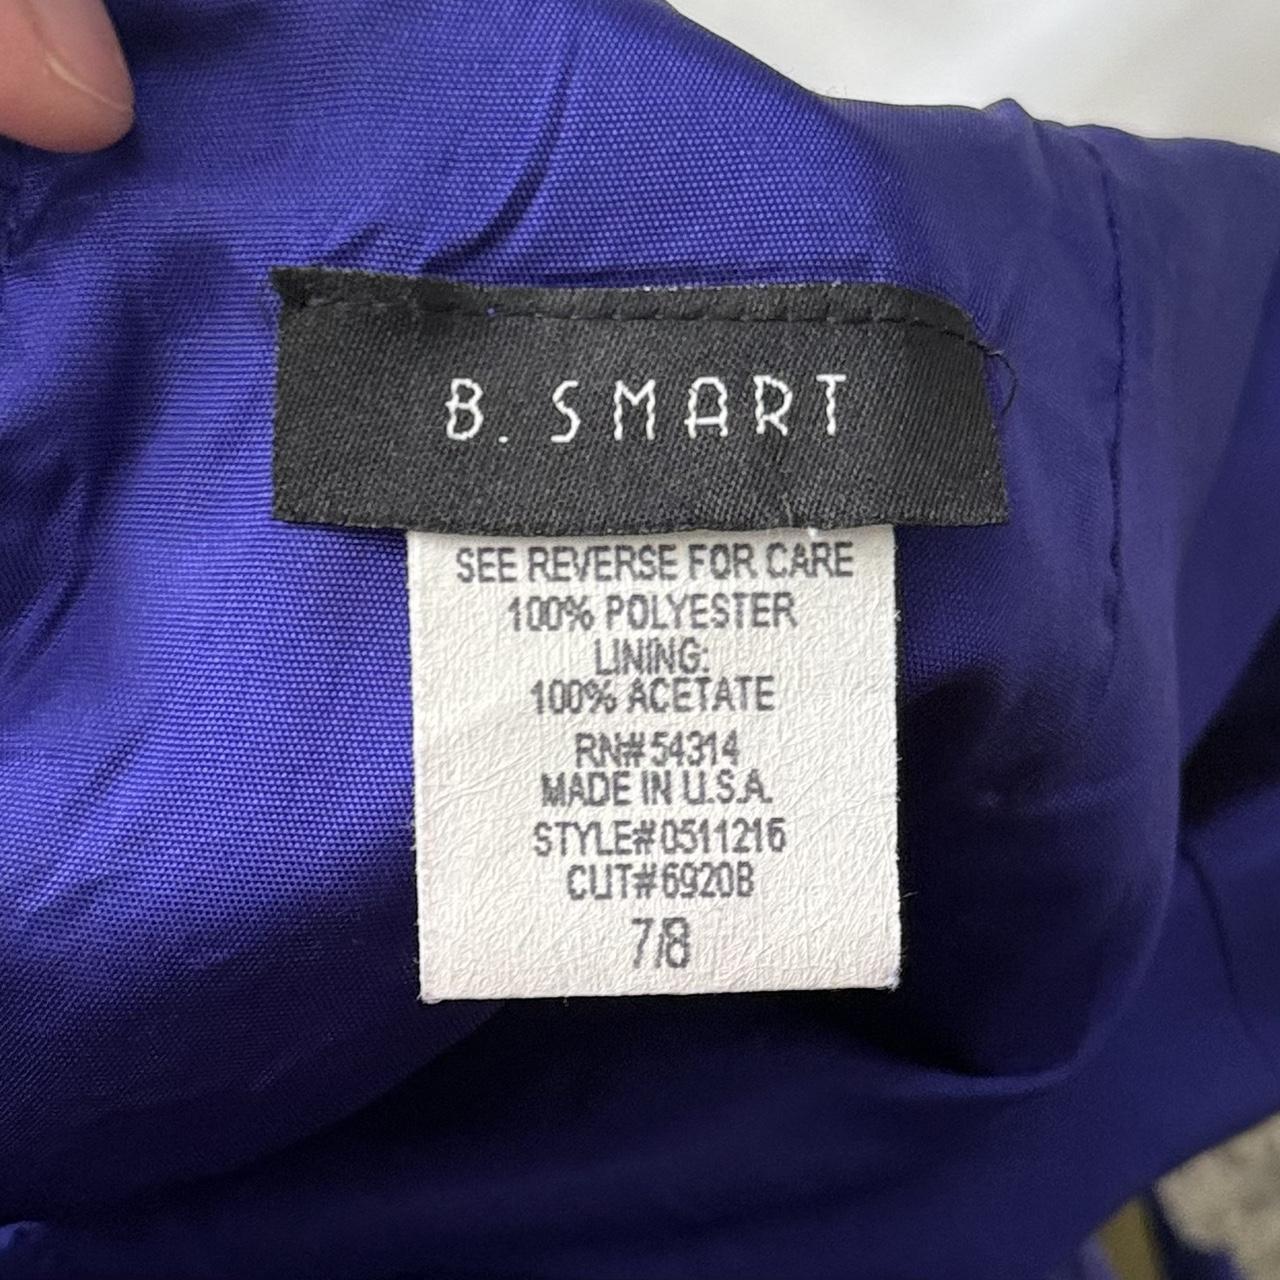 B. SMART
SEE REVERSE FOR CARE
100% POLYESTER
LINING:
100% ACETATE
RN#54314
MADE IN U.S.A.
STYLE#0511216
CUT#6920B
7/8